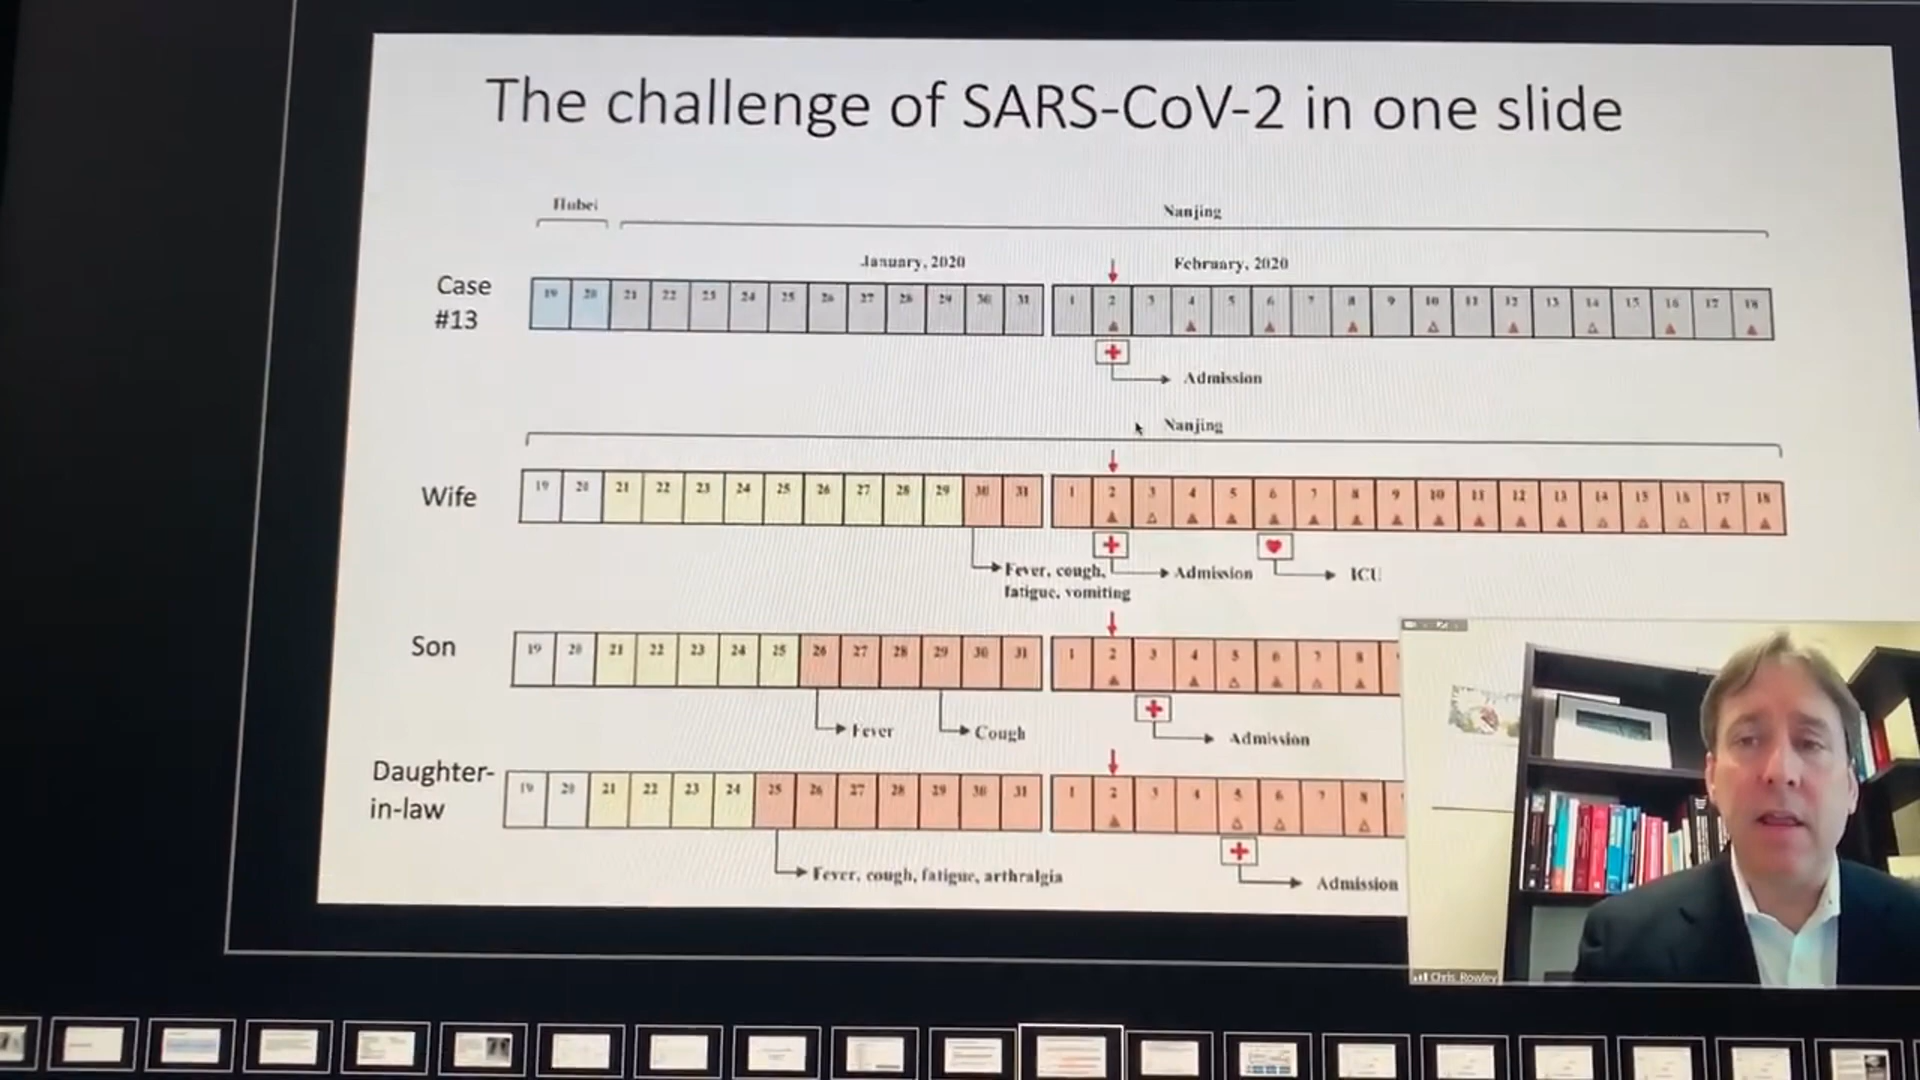 The challenge of SARS-CoV-2 in one slide
Hubei
Nanjing
January, 2020
February, 2020
Case
#13
19 20 21 22 23 24 25 26 27 28 29 30 31 1 2 3 4 5 6 7 8 9 10 11 12 13 14 15 16 17 18
Admission
Nanjing
Wife
19 20 21 22 23 24 25 26 27 28 29 30 31 1 2 3 4 5 6 7 8 9 10 11 12 13 14 15 16 17 18
Fever, cough,
fatigue, vomiting
Admission
ICU
Son
19 20 21 22 23 24 25 26 27 28 29 30 31 1 2 3 4 5 6 7 8
Fever
Cough
Admission
Daughter-
in-law
19 20 21 22 23 24 25 26 27 28 29 30 31 1 2 3 4 5 6 7 8
Fever, cough, fatigue, arthralgia
Admission
Chris Rowley